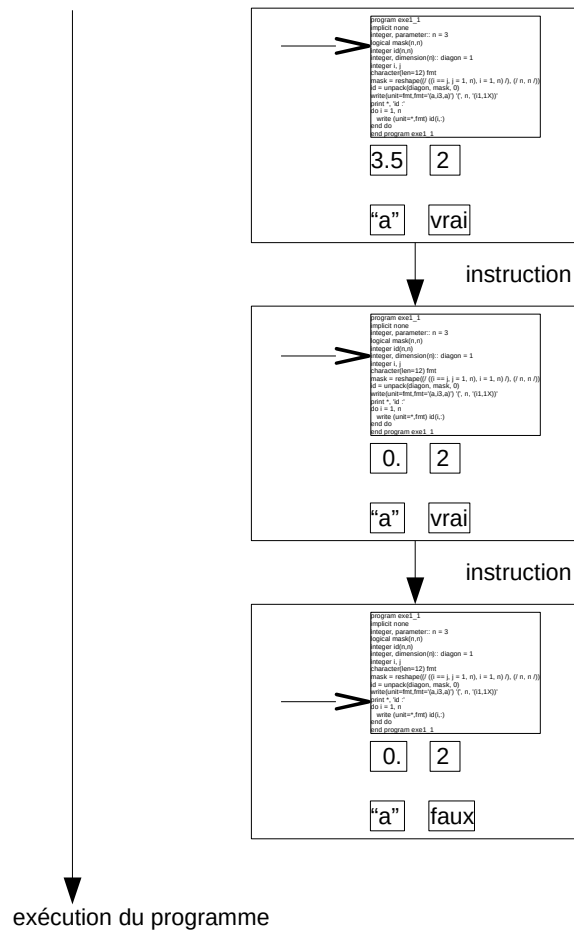 program exe1_1
implicit none
integer, parameter:: n = 3
logical mask(n,n)
integer id(n,n)
integer, dimension(n):: diagon = 1
integer i, j
character(len=12) fmt
mask = reshape((/ ((i == j, j = 1, n), i = 1, n) /), (/ n, n /))
id = unpack(diagon, mask, 0)
write(unit=fmt,fmt='(a,i3,a)') '(', n, '(i1,1X))'
print *, 'id :'
do i = 1, n
write (unit=*,fmt) id(i,:)
end do
end program exe1_1
3.5 2
“a” vrai
instruction
program exe1_1
implicit none
integer, parameter:: n = 3
logical mask(n,n)
integer id(n,n)
integer, dimension(n):: diagon = 1
integer i, j
character(len=12) fmt
mask = reshape((/ ((i == j, j = 1, n), i = 1, n) /), (/ n, n /))
id = unpack(diagon, mask, 0)
write(unit=fmt,fmt='(a,i3,a)') '(', n, '(i1,1X))'
print *, 'id :'
do i = 1, n
write (unit=*,fmt) id(i,:)
end do
end program exe1_1
0. 2
“a” vrai
instruction
program exe1_1
implicit none
integer, parameter:: n = 3
logical mask(n,n)
integer id(n,n)
integer, dimension(n):: diagon = 1
integer i, j
character(len=12) fmt
mask = reshape((/ ((i == j, j = 1, n), i = 1, n) /), (/ n, n /))
id = unpack(diagon, mask, 0)
write(unit=fmt,fmt='(a,i3,a)') '(', n, '(i1,1X))'
print *, 'id :'
do i = 1, n
write (unit=*,fmt) id(i,:)
end do
end program exe1_1
0. 2
“a” faux
exécution du programme